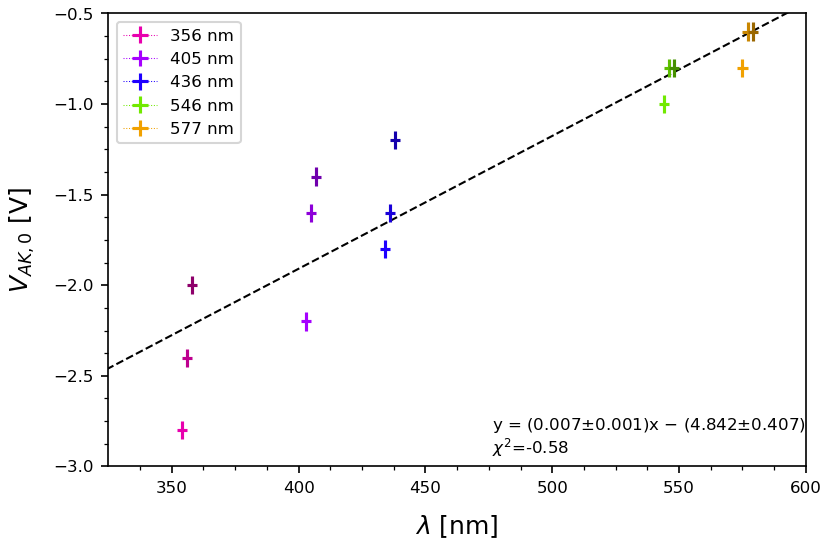 −0.5
−1.0
−1.5
−2.0
−2.5
−3.0
V_{AK, 0} [V]
356 nm
405 nm
436 nm
546 nm
577 nm
y = (0.007±0.001)x − (4.842±0.407)
χ²=-0.58
350
400
450
500
550
600
λ [nm]